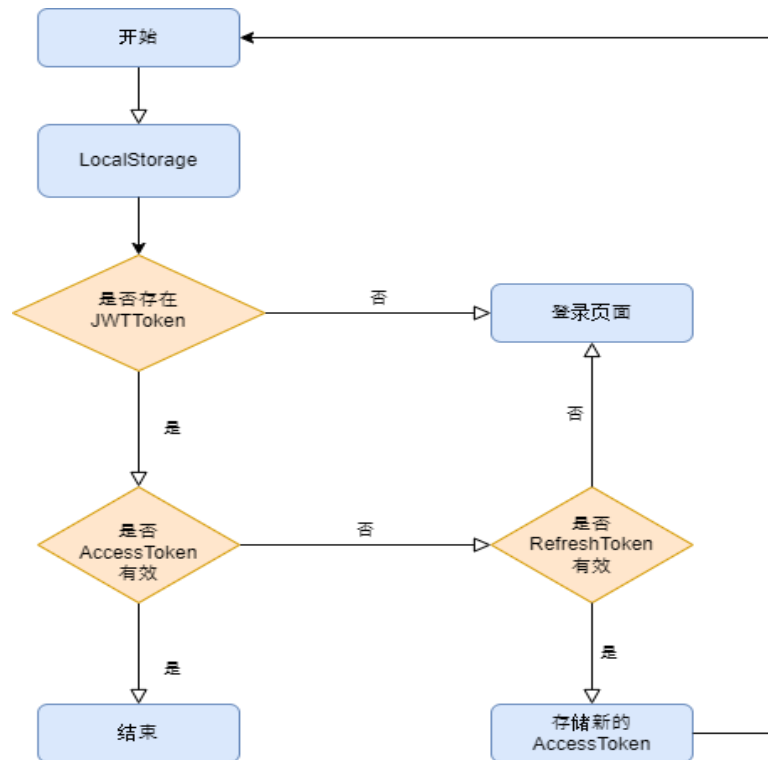 开始
LocalStorage
是否存在
JWTToken
否
登录页面
是
否
是否
AccessToken
有效
否
是否
RefreshToken
有效
是
是
结束
存储新的
AccessToken